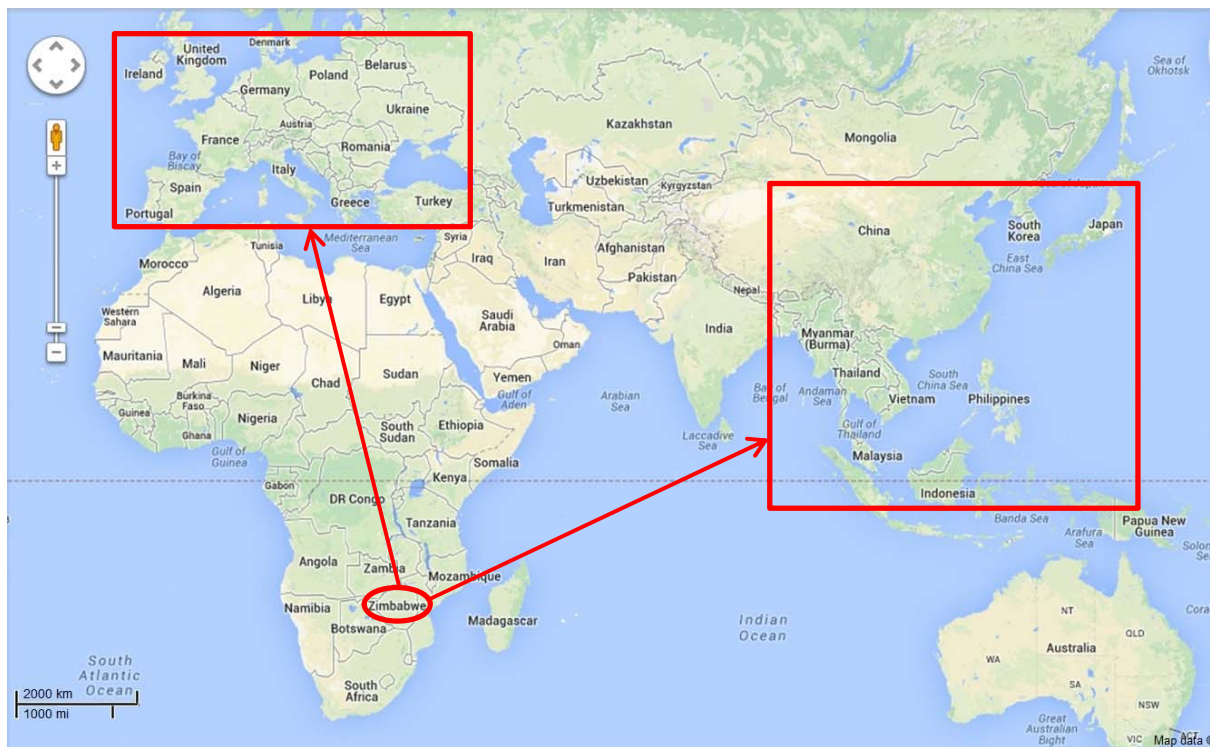 Denmark
Sea of
Okhotsk
United
Kingdom
Ireland
Poland
Belarus
Germany
Ukraine
Kazakhstan
Austria
Mongolia
France
Romania
Bay of
Biscay
Italy
Uzbekistan
Kyrgyzstan
Spain
Greece
Turkey
Turkmenistan
Portugal
China
South
Korea
Japan
Mediterranean
Sea
Tunisia
Syria
Afghanistan
East
China Sea
Morocco
Iraq
Iran
Pakistan
Algeria
Libya
Egypt
Nepal
Western
Sahara
Saudi
Arabia
India
Myanmar
(Burma)
Oman
Mauritania
Mali
Niger
Chad
Sudan
Yemen
Gulf of
Aden
Arabian
Sea
Bay of
Bengal
Andaman
Sea
Thailand
South
China Sea
Vietnam
Philippines
Burkina
Faso
Guinea
Nigeria
Ghana
South
Sudan
Ethiopia
Gulf of
Thailand
Laccadive
Sea
Gulf of
Guinea
Somalia
Malaysia
Kenya
Gabon
DR Congo
Indonesia
Tanzania
Banda Sea
Arafura
Sea
Papua New
Guinea
Solom
Sea
Angola
Zambia
Mozambique
Namibia
Zimbabwe
Botswana
Madagascar
Indian
Ocean
NT
Cora
QLD
Australia
WA
SA
South
Atlantic
Ocean
South
Africa
2000 km
1000 mi
NSW
Great
Australian
Bight
VIC
ACT
Map data ©